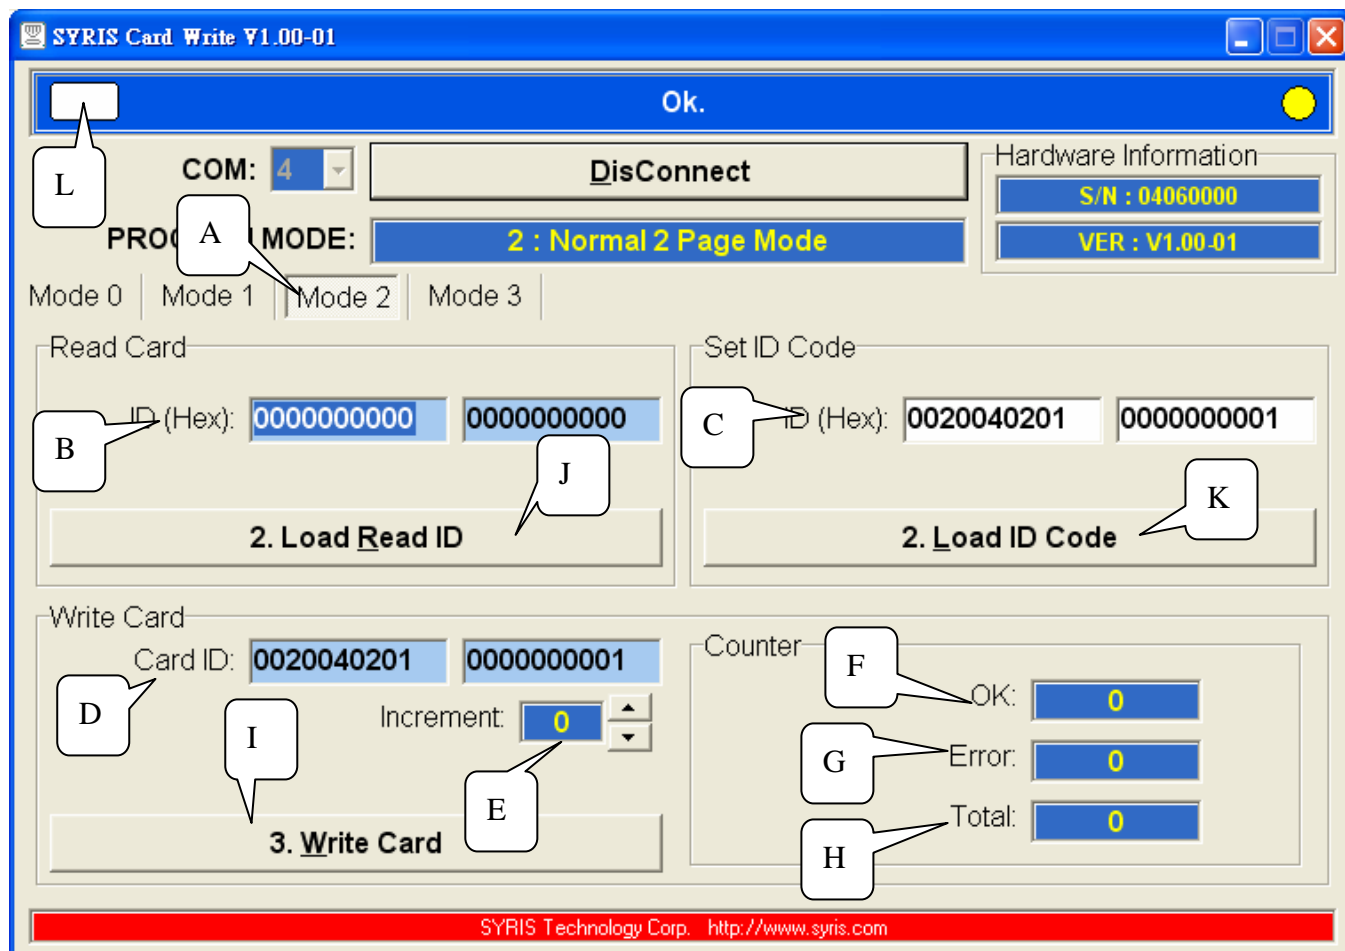 SYRIS Card Write V1.00-01
Ok.
L
COM: 4 DisConnect
Hardware Information
S/N : 04060000
A
MODE: 2 : Normal 2 Page Mode
VER : V1.00-01
Mode 0 Mode 1 Mode 2 Mode 3
Read Card
Set ID Code
B
ID (Hex): 0000000000 0000000000
C
ID (Hex): 0020040201 0000000001
J
K
2. Load Read ID
2. Load ID Code
Write Card
Card ID: 0020040201 0000000001
Counter
F
D
OK: 0
Increment: 0
I
G
Error: 0
E
Total: 0
H
3. Write Card
SYRIS Technology Corp. http://www.syris.com